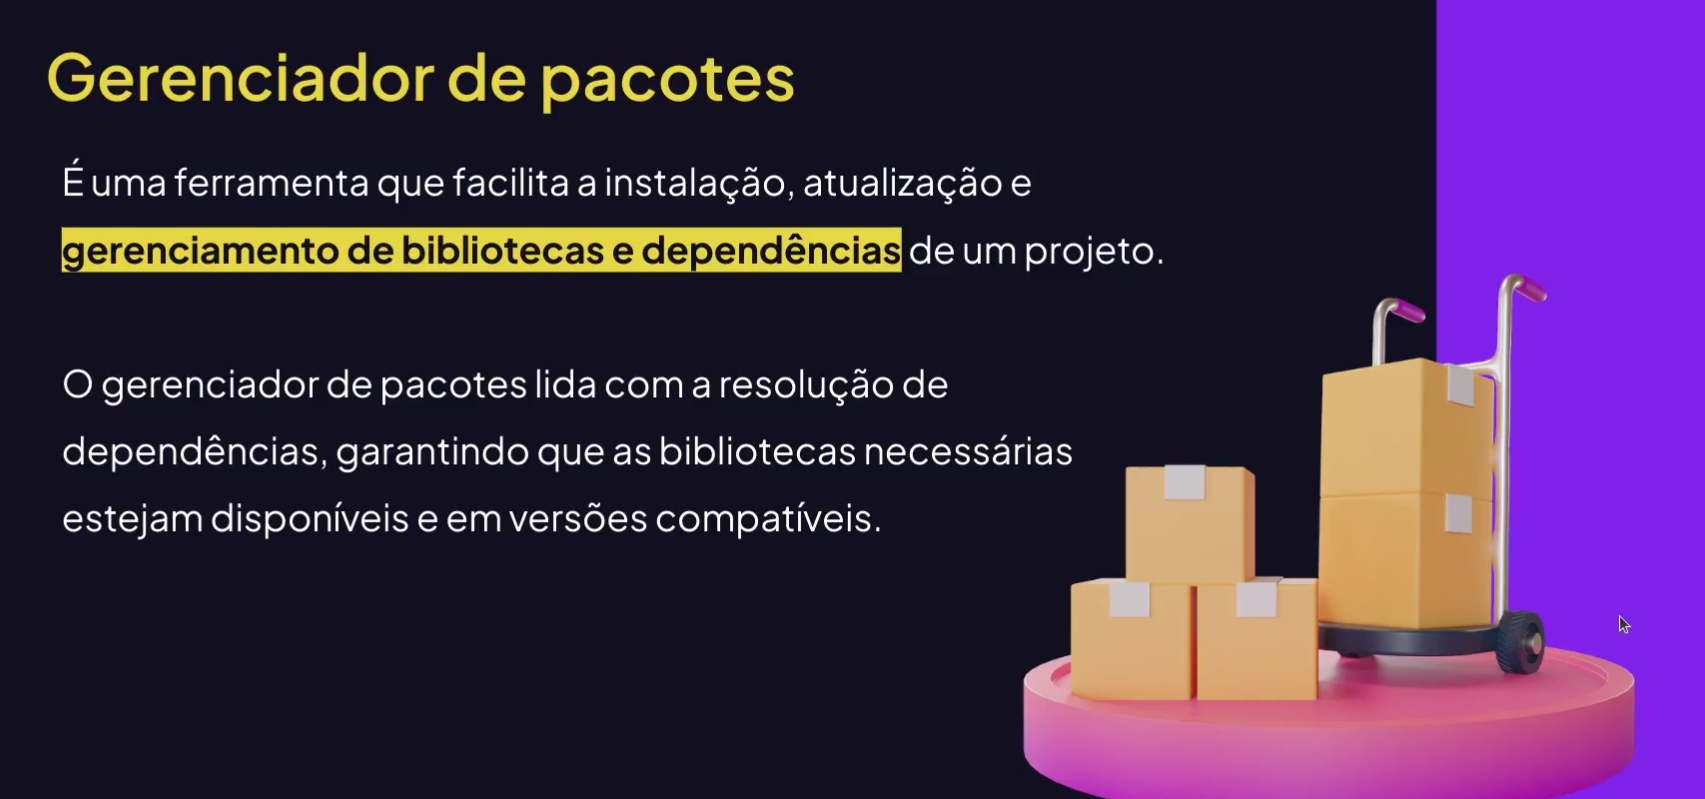 Gerenciador de pacotes
É uma ferramenta que facilita a instalação, atualização e
gerenciamento de bibliotecas e dependências de um projeto.
O gerenciador de pacotes lida com a resolução de
dependências, garantindo que as bibliotecas necessárias
estejam disponíveis e em versões compatíveis.